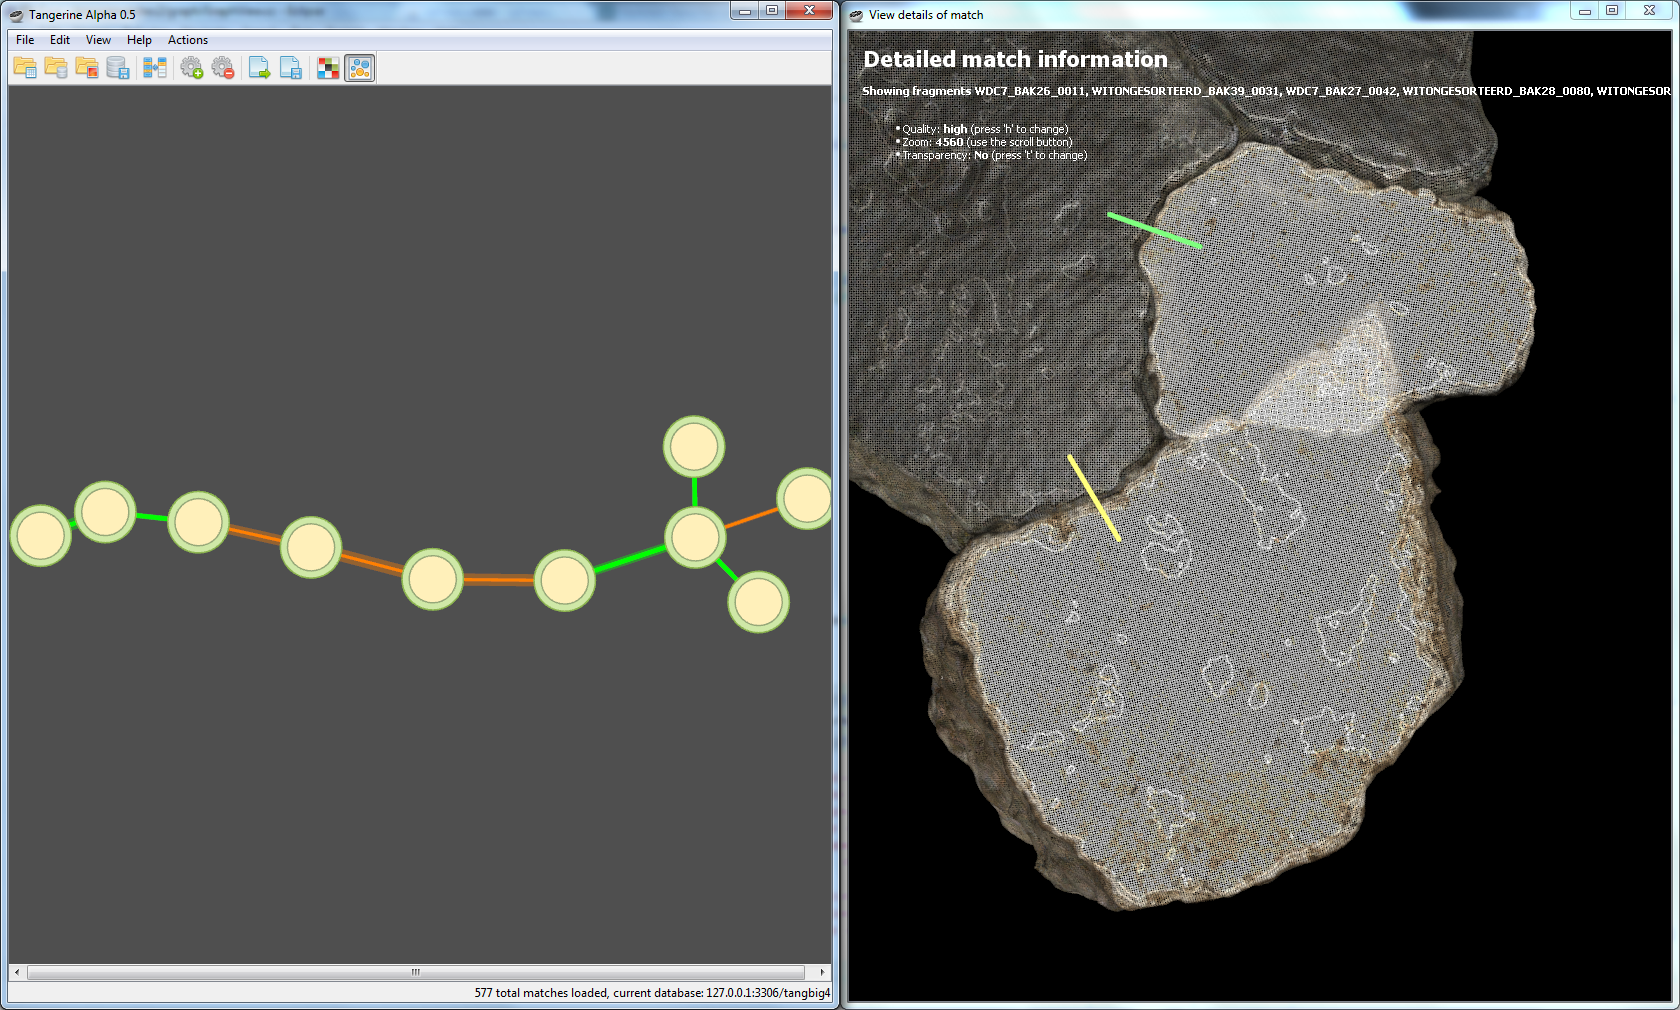 Tangerine Alpha 0.5
File Edit View Help Actions
577 total matches loaded, current database: 127.0.0.1:3306/tangbig4
View details of match
Detailed match information
Showing fragments WDC7_BAK26_0011, WITONGESORTEERD_BAK39_0031, WDC7_BAK27_0042, WITONGESORTEERD_BAK28_0080, WITONGESOR
• Quality: high (press 'h' to change)
• Zoom: 4560 (use the scroll button)
• Transparency: No (press 't' to change)